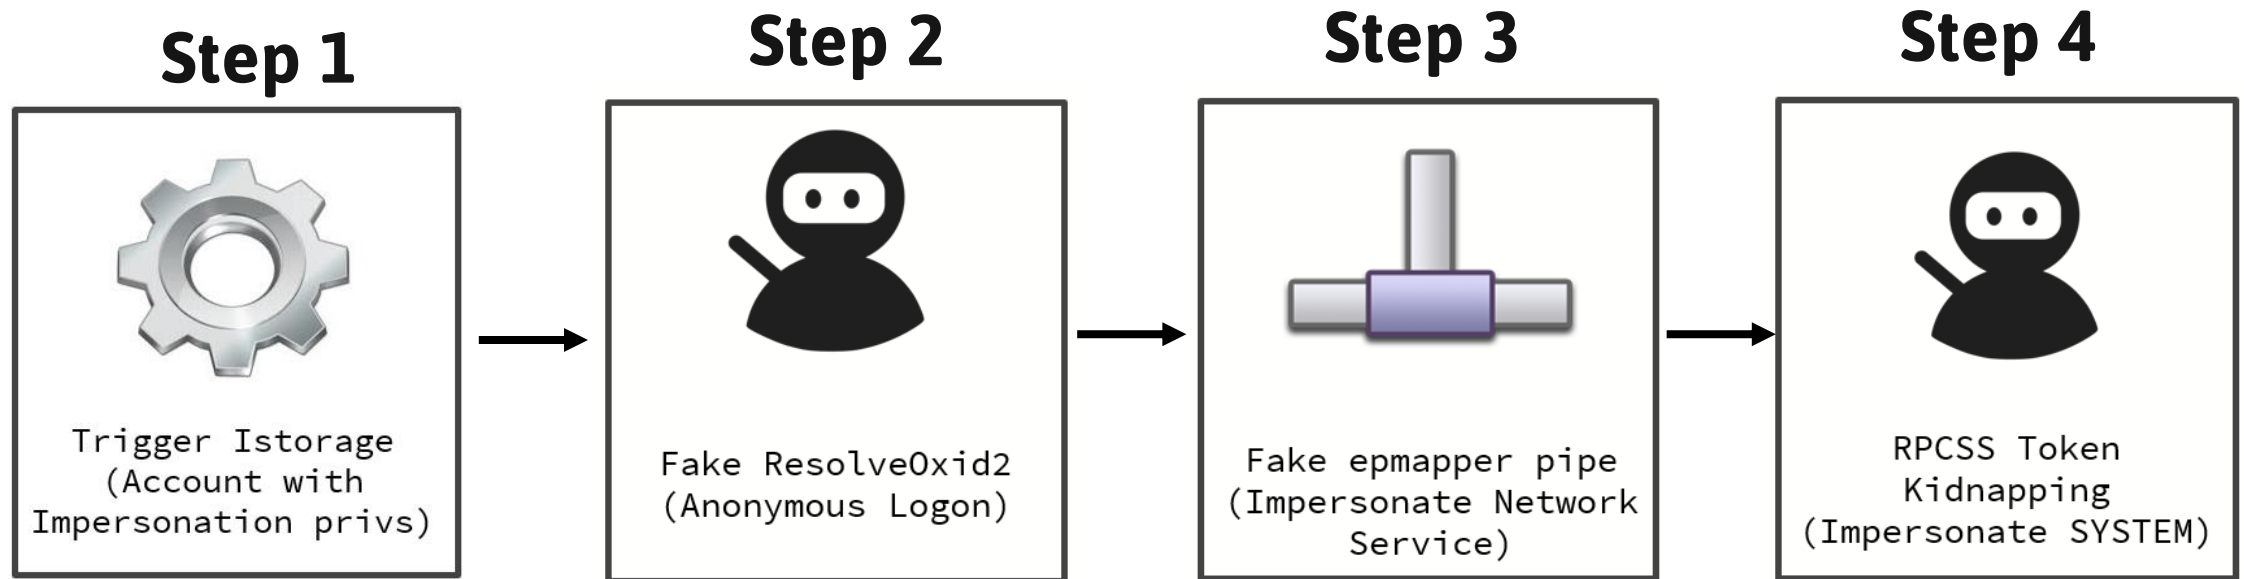 Step 1
Trigger Istorage
(Account with
Impersonation privs)
Step 2
Fake ResolveOxid2
(Anonymous Logon)
Step 3
Fake epmapper pipe
(Impersonate Network
Service)
Step 4
RPCSS Token
Kidnapping
(Impersonate SYSTEM)